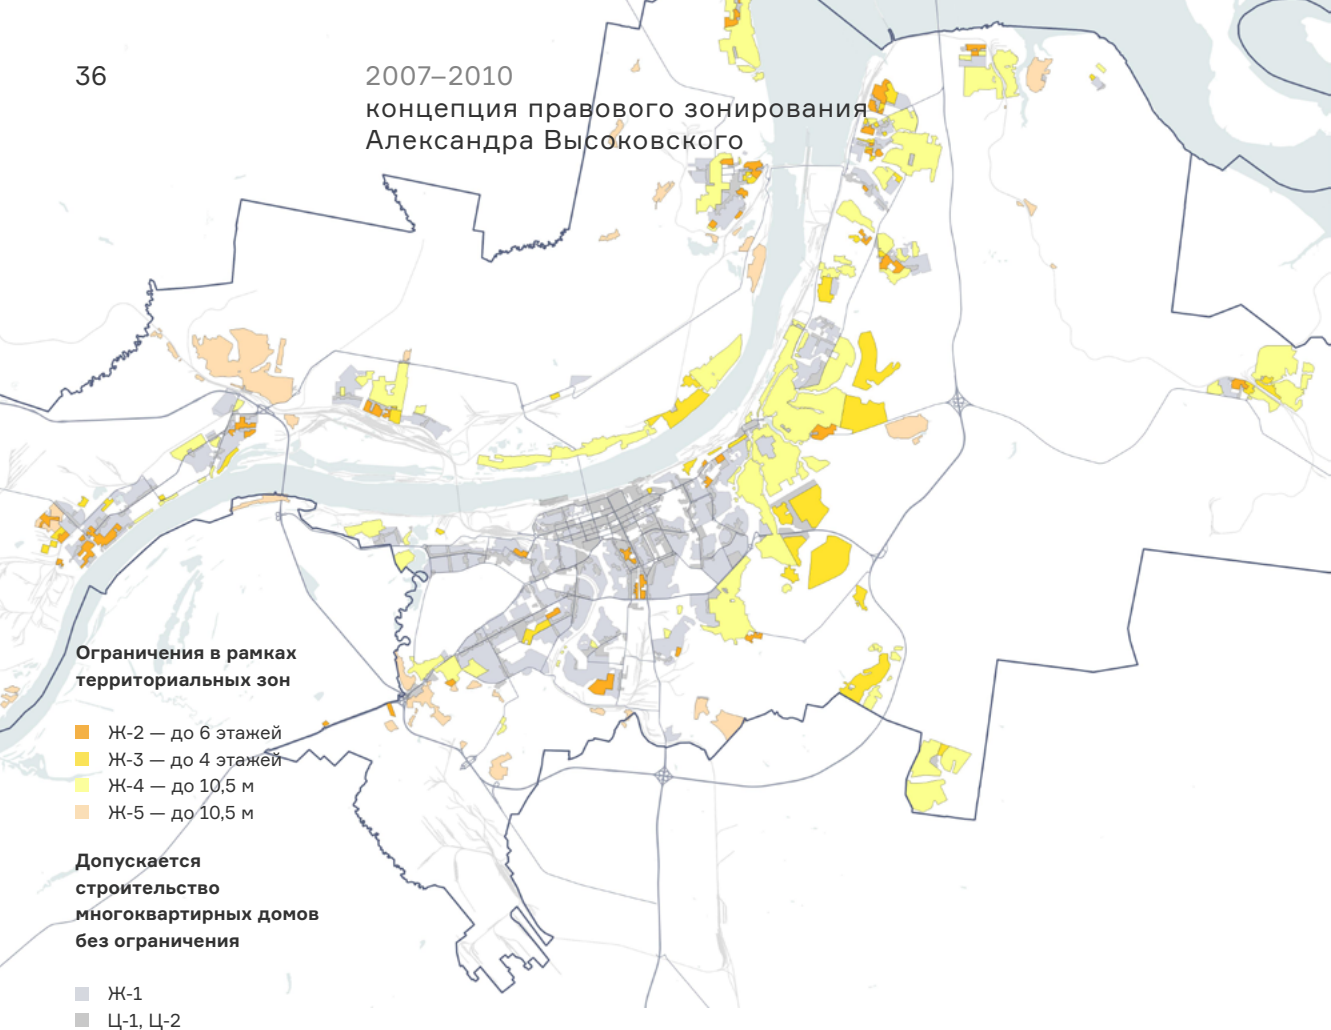 36
2007–2010
концепция правового зонирования
Александра Высоковского
Ограничения в рамках
территориальных зон
Ж-2 — до 6 этажей
Ж-3 — до 4 этажей
Ж-4 — до 10,5 м
Ж-5 — до 10,5 м
Допускается
строительство
многоквартирных домов
без ограничения
Ж-1
Ц-1, Ц-2